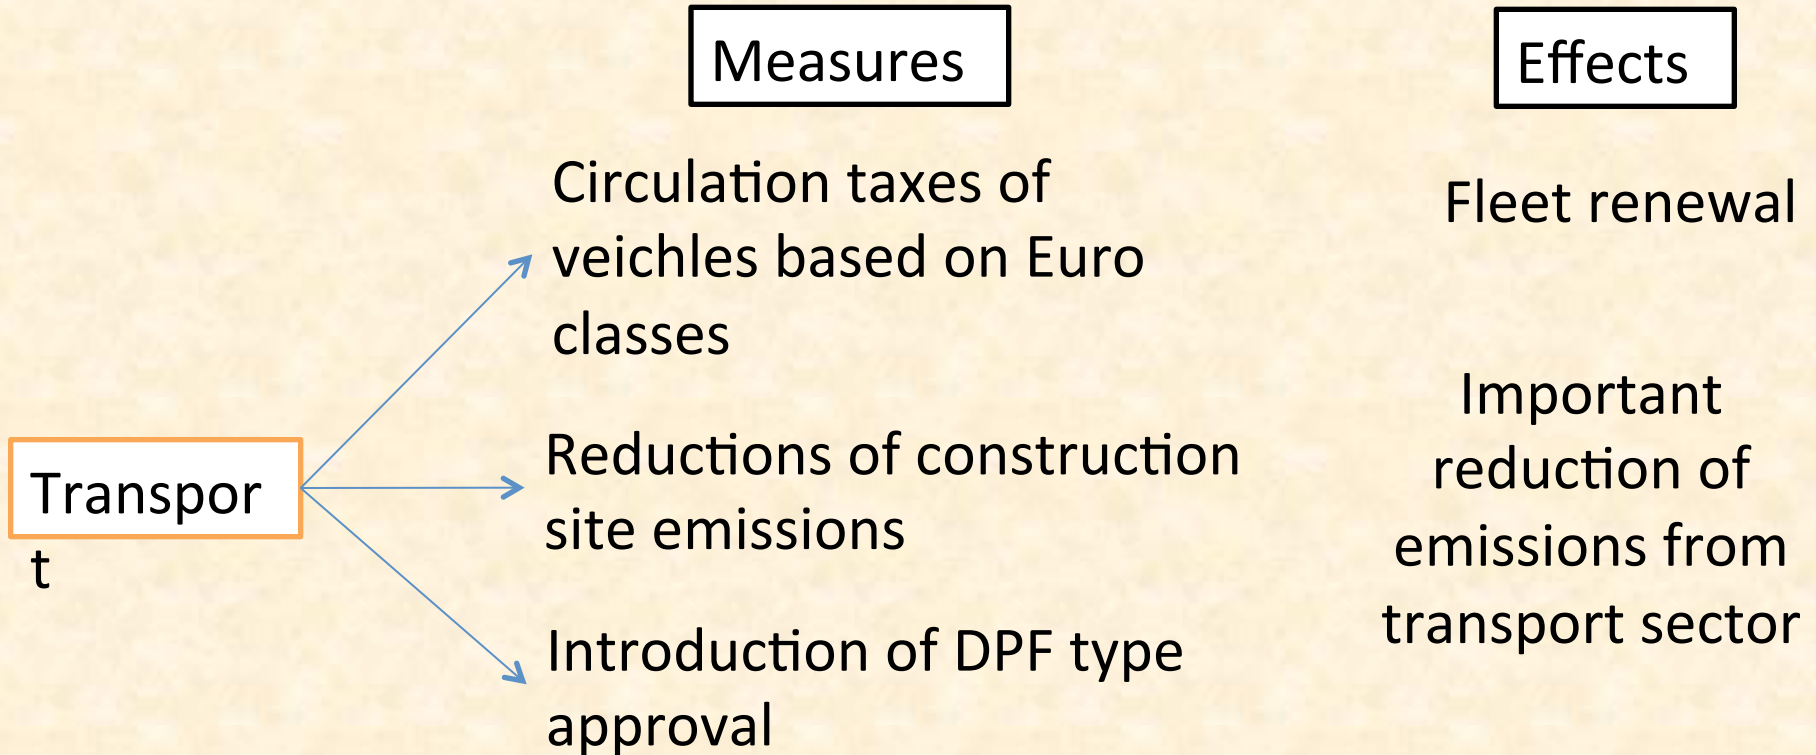 Measures
Effects
Circulation taxes of
veichles based on Euro
classes
Fleet renewal
Transpor
t
Reductions of construction
site emissions
Important
reduction of
emissions from
transport sector
Introduction of DPF type
approval